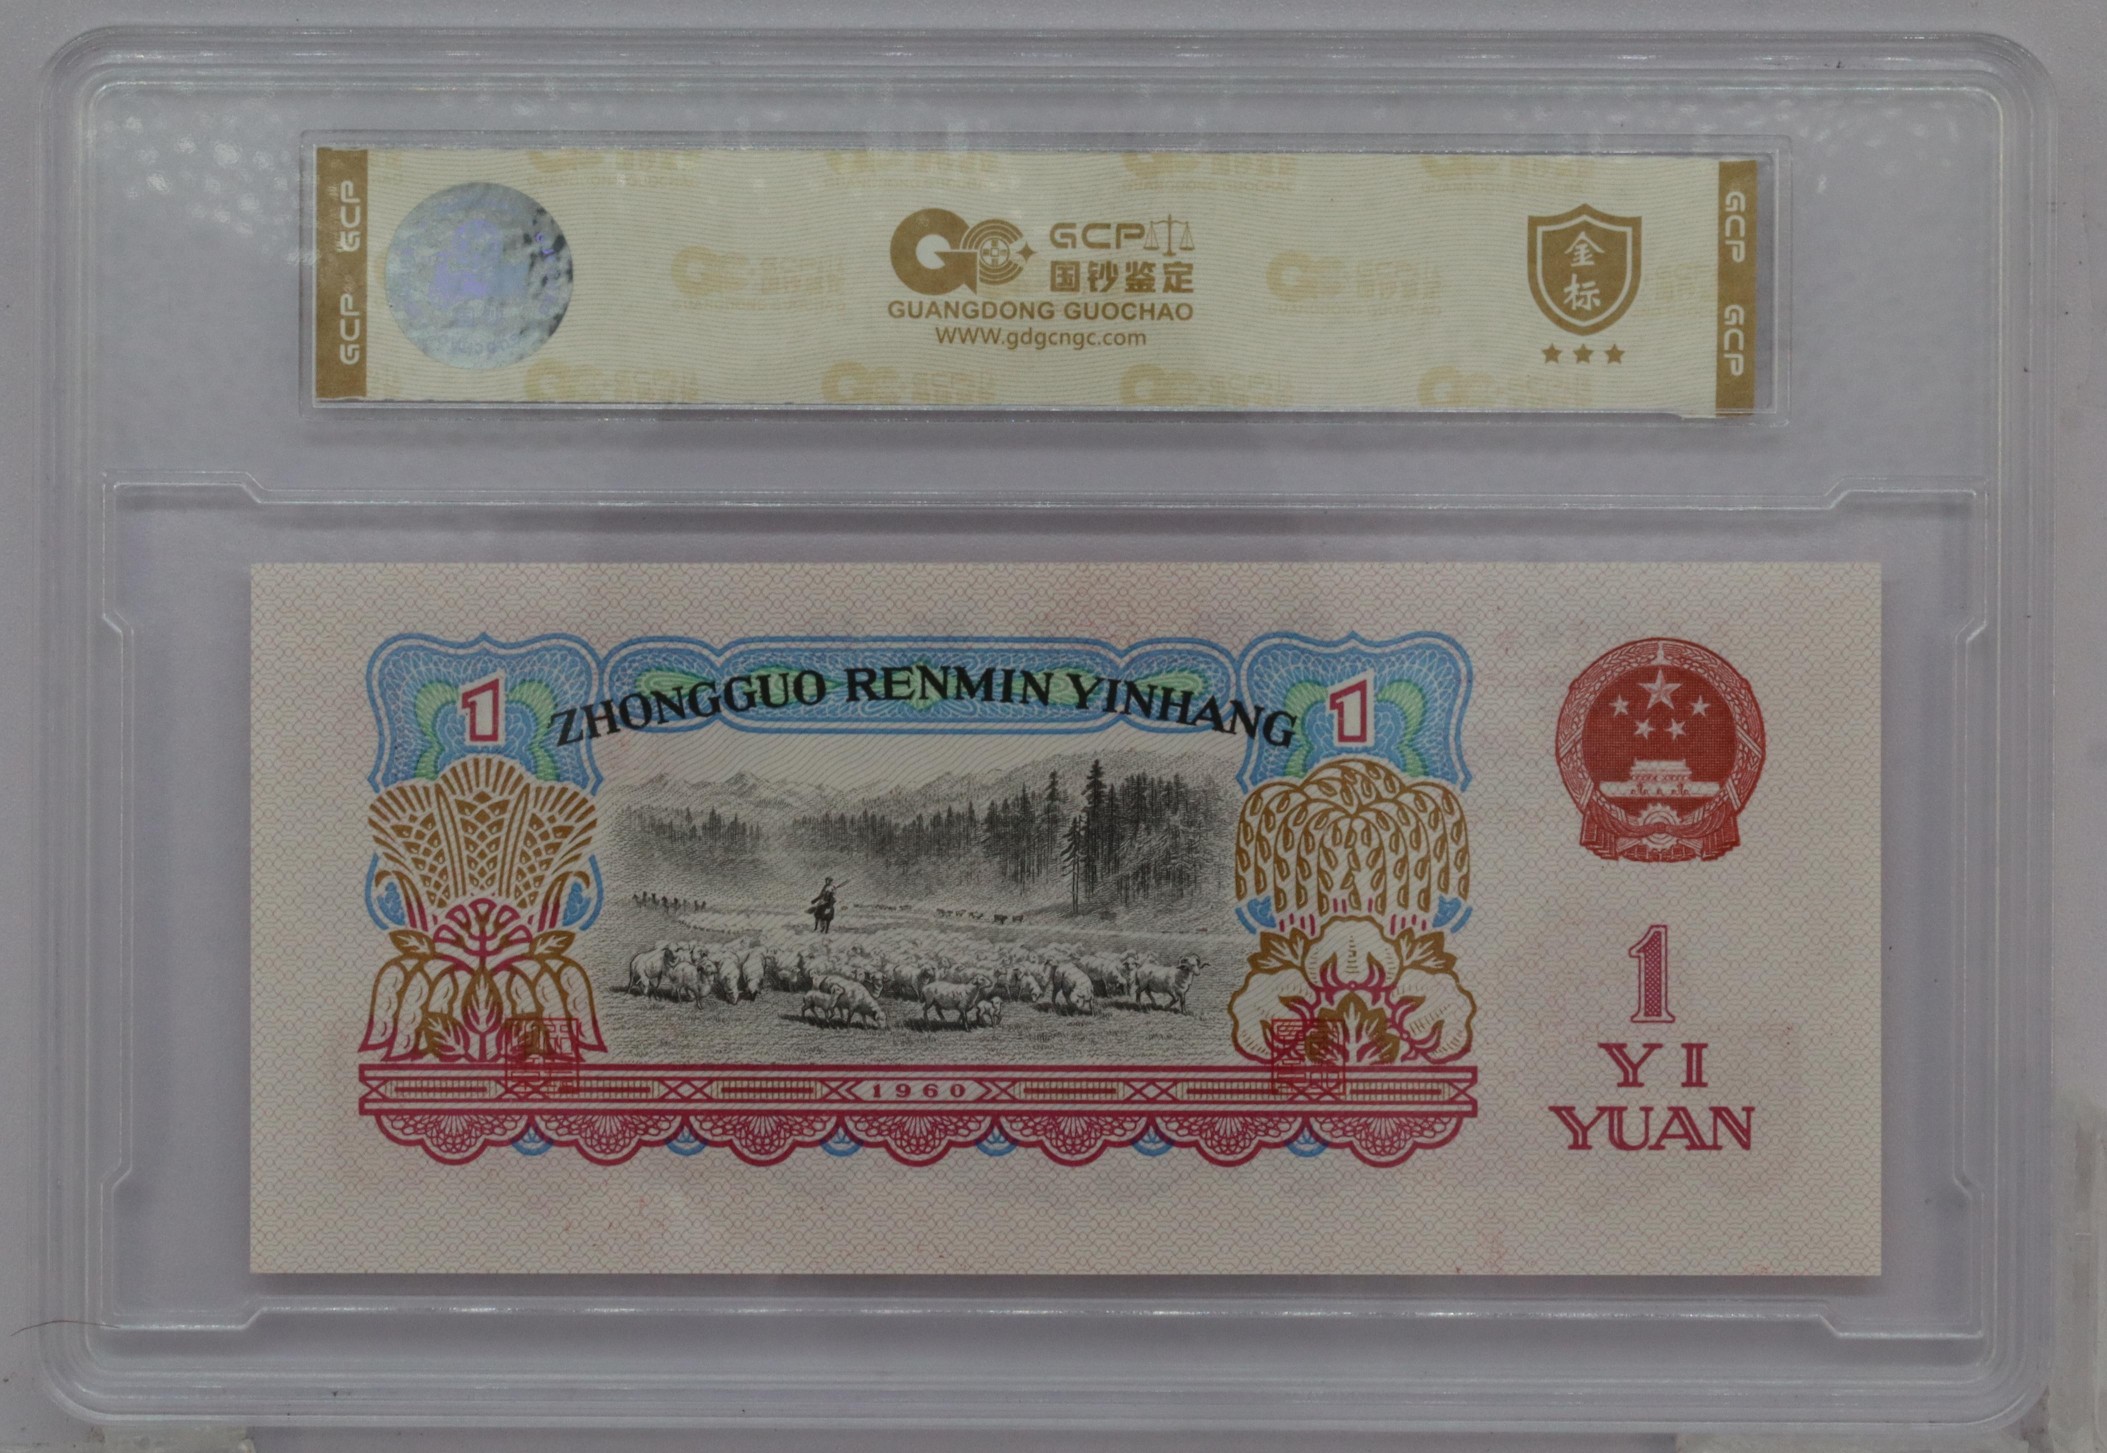 GCP GCP
GCP
国钞鉴定
GUANGDONG GUOCHAO
WWW.gdgcngc.com
金
标
GCP GCP
1 ZHONGGUO RENMIN YINHANG 1
1960
1
YI
YUAN